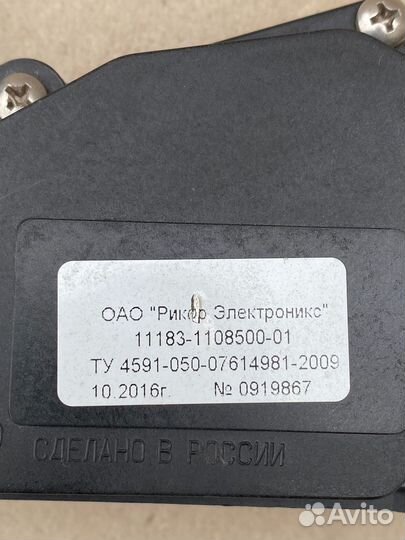 ОАО "Рикор Электроникс"
11183-1108500-01
ТУ 4591-050-07614981-2009
10.2016г. № 0919867
СДЕЛАНО В РОССИИ
Avito